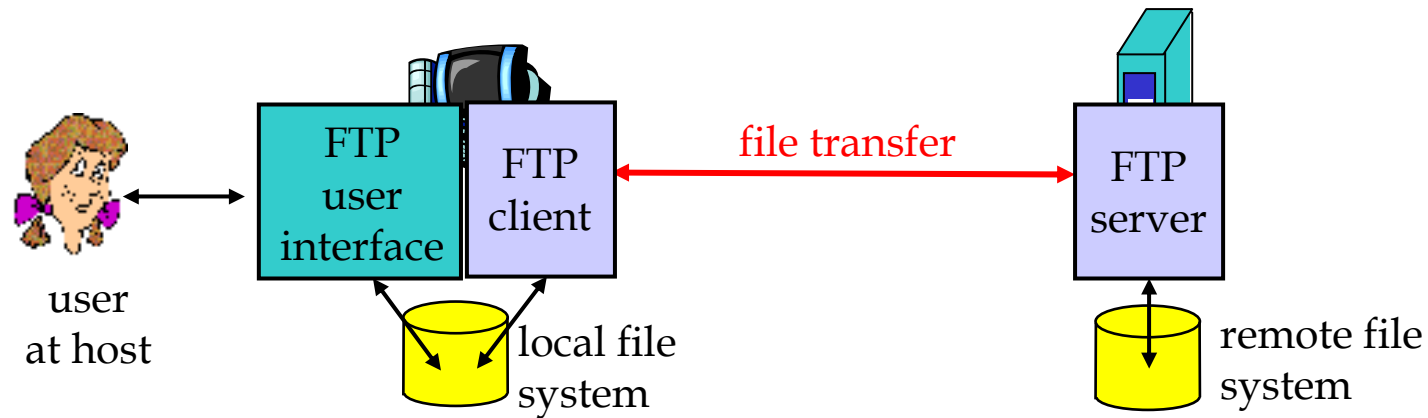 FTP
user
interface
FTP
client
file transfer
FTP
server
user
at host
local file
system
remote file
system